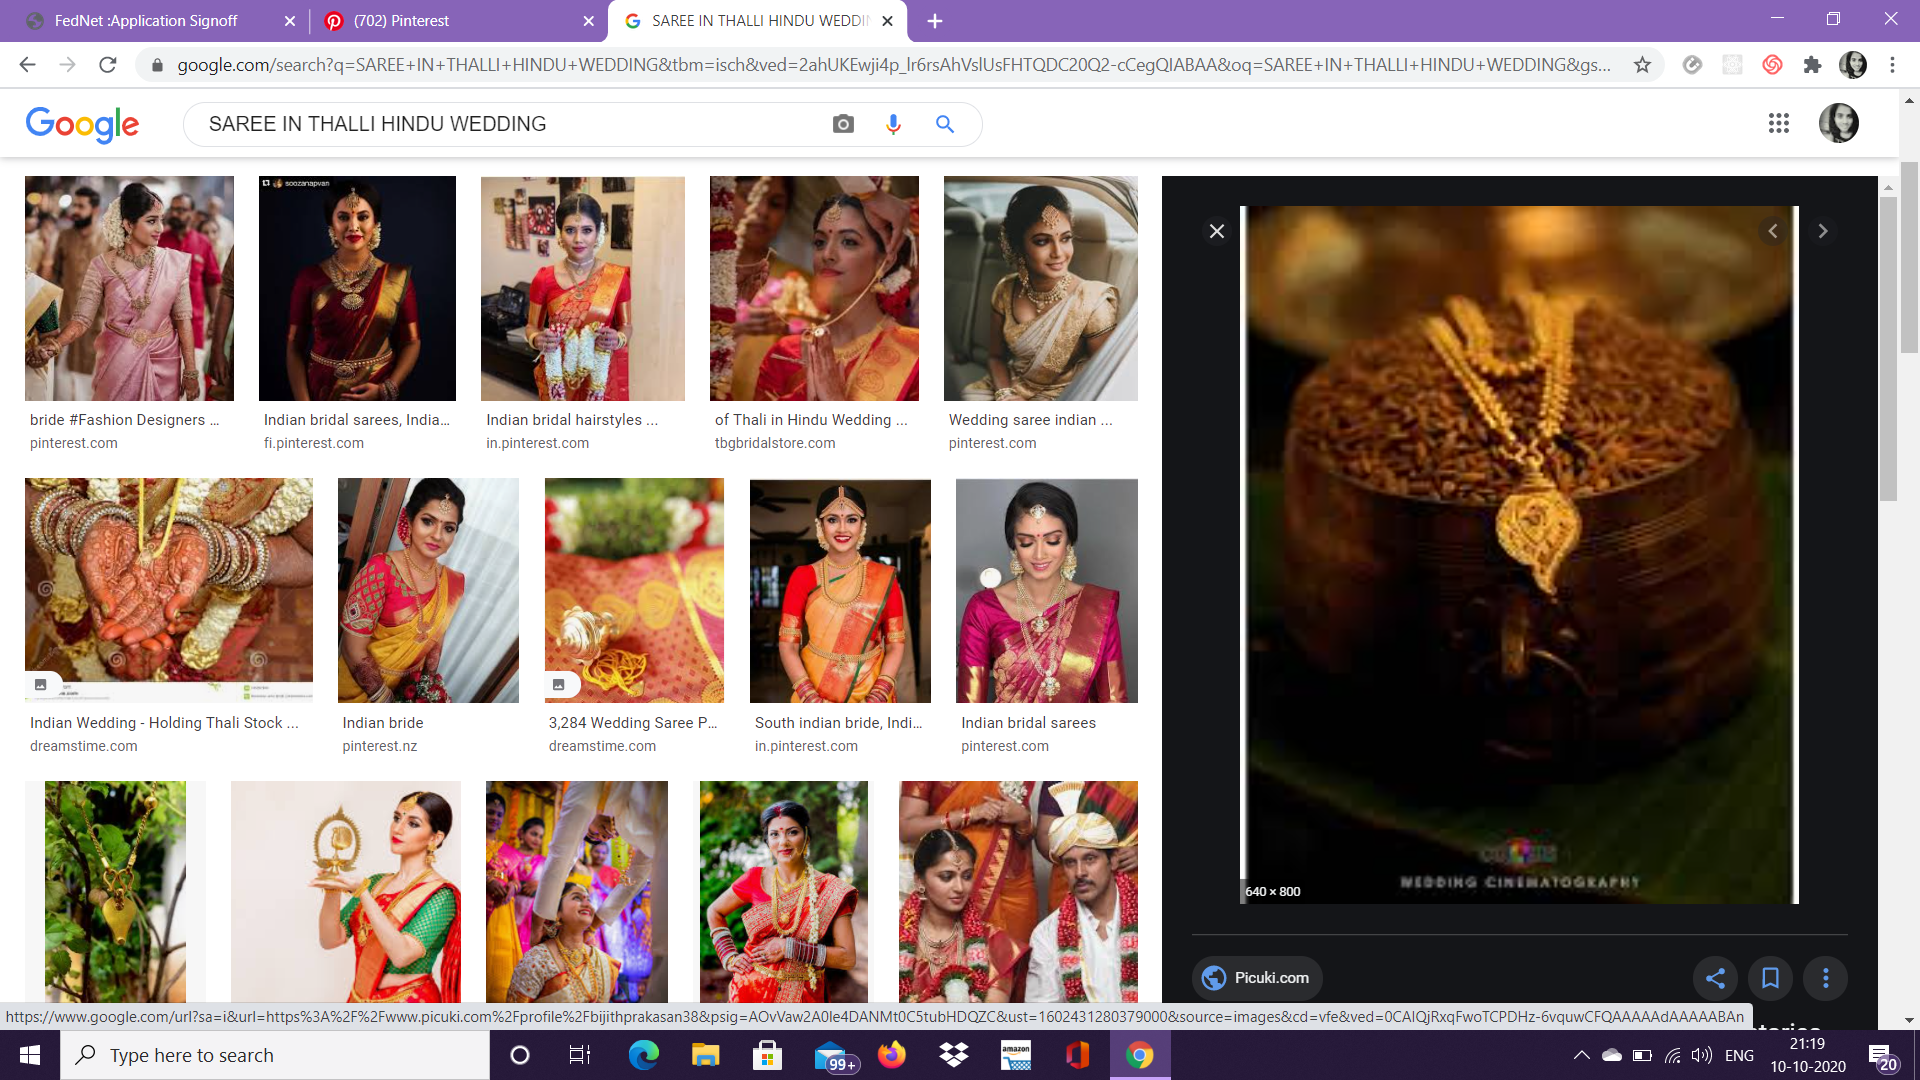 FedNet :Application Signoff
(702) Pinterest
SAREE IN THALLI HINDU WEDDIN
google.com/search?q=SAREE+IN+THALLI+HINDU+WEDDING&tbm=isch&ved=2ahUKEwji4p_lr6rsAhVslUsFHTQDC20Q2-cCegQIABAA&oq=SAREE+IN+THALLI+HINDU+WEDDING&gs...
Google
SAREE IN THALLI HINDU WEDDING
soozanapvan
bride #Fashion Designers ...
pinterest.com
Indian bridal sarees, India...
fi.pinterest.com
Indian bridal hairstyles ...
in.pinterest.com
of Thali in Hindu Wedding ...
tbgbridalstore.com
Wedding saree indian ...
pinterest.com
Indian Wedding - Holding Thali Stock ...
dreamstime.com
Indian bride
pinterest.nz
3,284 Wedding Saree P...
dreamstime.com
South indian bride, Indi...
in.pinterest.com
Indian bridal sarees
pinterest.com
WEDDING CINEMATOGRAPHY
640 × 800
Picuki.com
https://www.google.com/url?sa=i&url=https%3A%2F%2Fwww.picuki.com%2Fprofile%2Fbijithprakasan38&psig=AOvVaw2A0le4DANMt0C5tubHDQZC&ust=1602431280379000&source=images&cd=vfe&ved=0CAIQjRxqFwoTCPDHz-6vquwCFQAAAAAdAAAAABAn
Type here to search
99+
amazon
ENG
21:19
10-10-2020
20